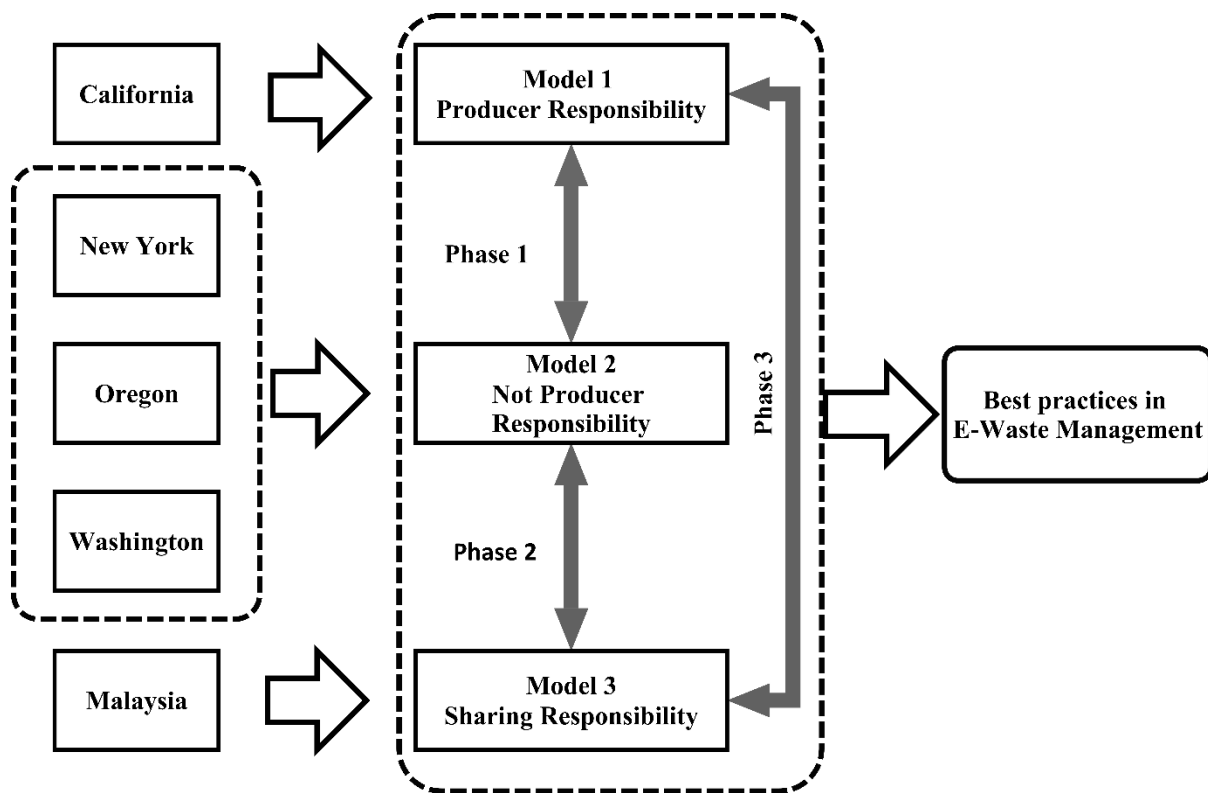 California
Model 1
Producer Responsibility
New York
Phase 1
Oregon
Model 2
Not Producer
Responsibility
Phase 3
Best practices in
E-Waste Management
Washington
Phase 2
Malaysia
Model 3
Sharing Responsibility